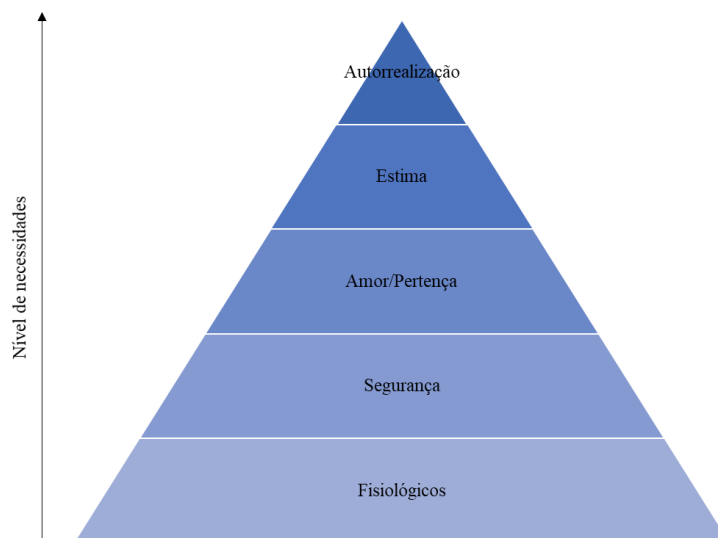 Autorrealização
Estima
Amor/Pertença
Segurança
Fisiológicos
Nível de necessidades